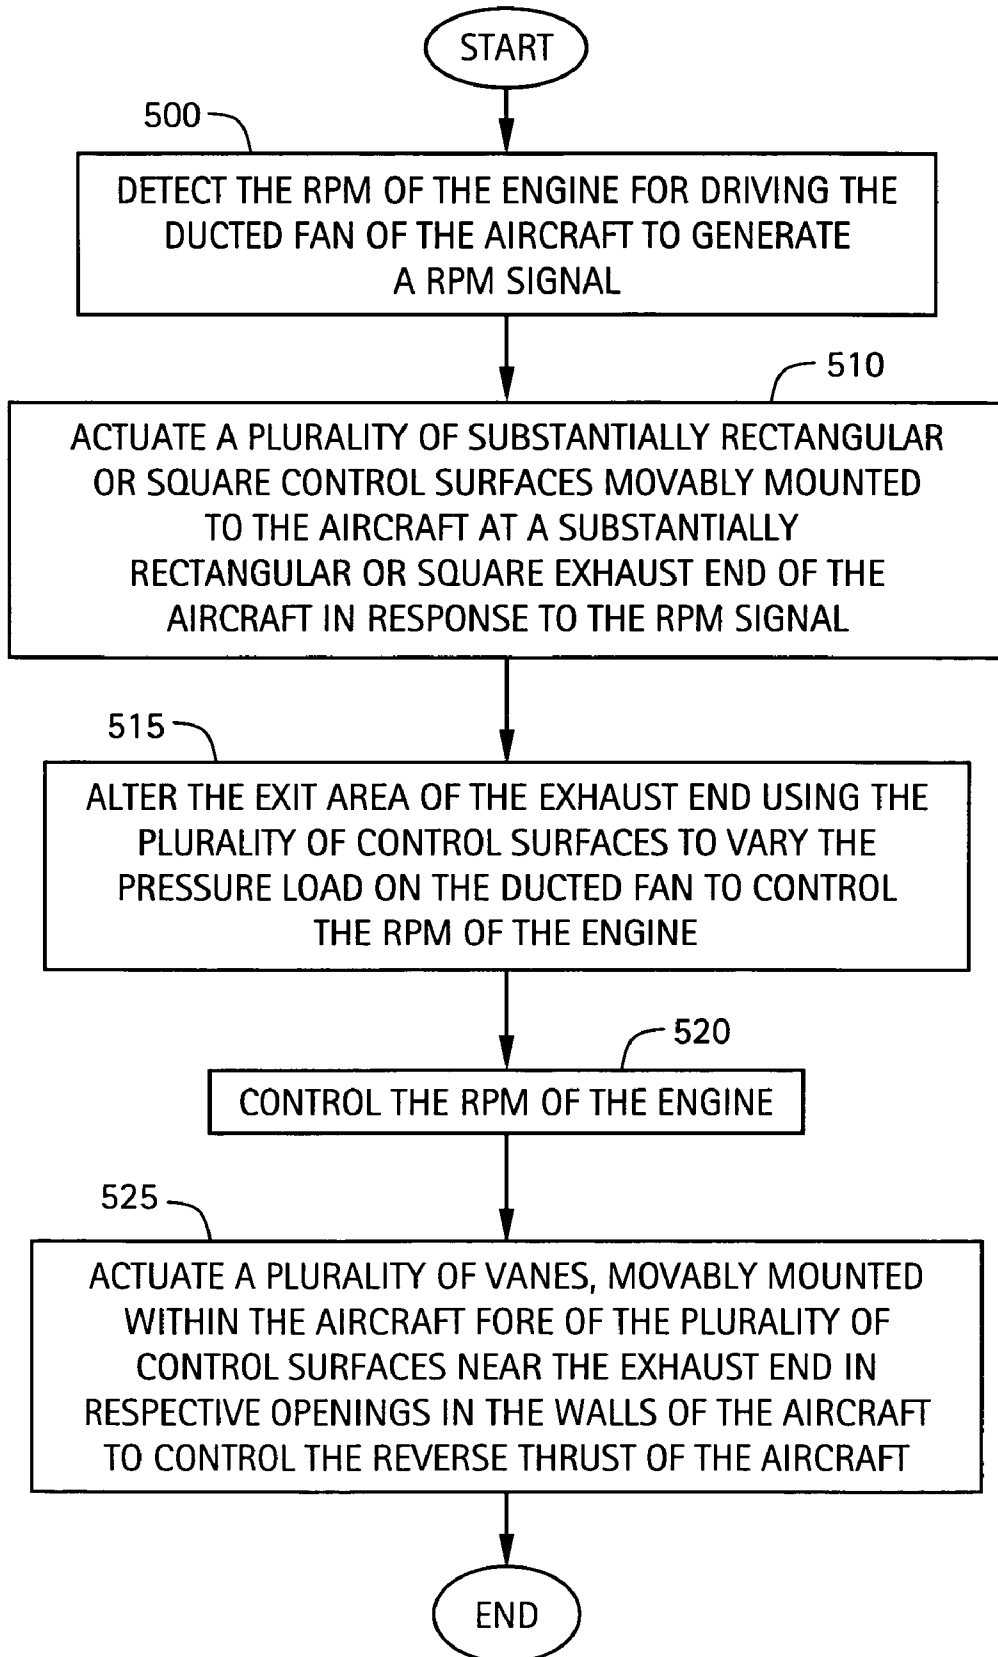 START
500
DETECT THE RPM OF THE ENGINE FOR DRIVING THE
DUCTED FAN OF THE AIRCRAFT TO GENERATE
A RPM SIGNAL
510
ACTUATE A PLURALITY OF SUBSTANTIALLY RECTANGULAR
OR SQUARE CONTROL SURFACES MOVABLY MOUNTED
TO THE AIRCRAFT AT A SUBSTANTIALLY
RECTANGULAR OR SQUARE EXHAUST END OF THE
AIRCRAFT IN RESPONSE TO THE RPM SIGNAL
515
ALTER THE EXIT AREA OF THE EXHAUST END USING THE
PLURALITY OF CONTROL SURFACES TO VARY THE
PRESSURE LOAD ON THE DUCTED FAN TO CONTROL
THE RPM OF THE ENGINE
520
CONTROL THE RPM OF THE ENGINE
525
ACTUATE A PLURALITY OF VANES, MOVABLY MOUNTED
WITHIN THE AIRCRAFT FORE OF THE PLURALITY OF
CONTROL SURFACES NEAR THE EXHAUST END IN
RESPECTIVE OPENINGS IN THE WALLS OF THE AIRCRAFT
TO CONTROL THE REVERSE THRUST OF THE AIRCRAFT
END